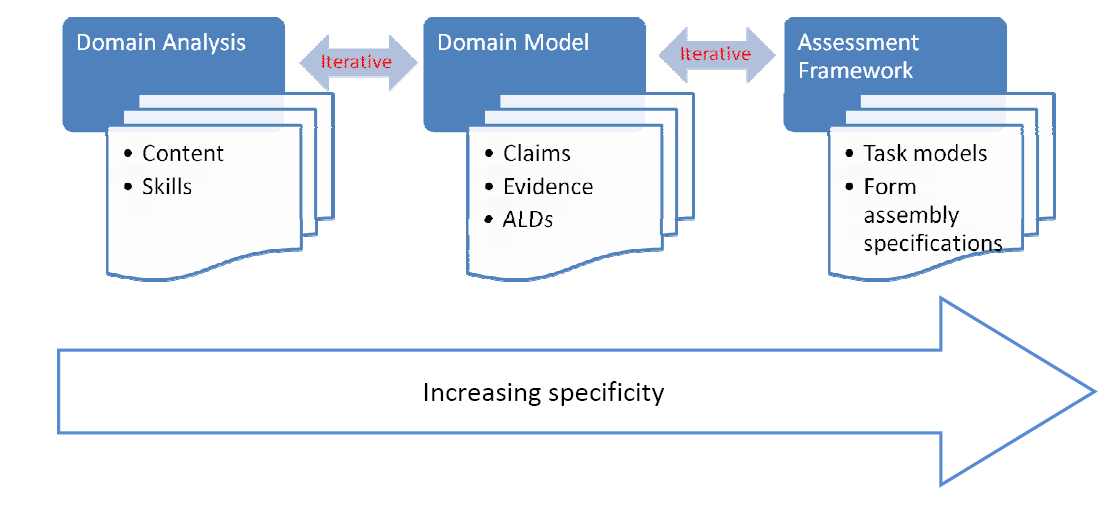 Domain Analysis
Iterative
Domain Model
Iterative
Assessment
Framework
• Content
• Skills
• Claims
• Evidence
• ALDs
• Task models
• Form
assembly
specifications
Increasing specificity